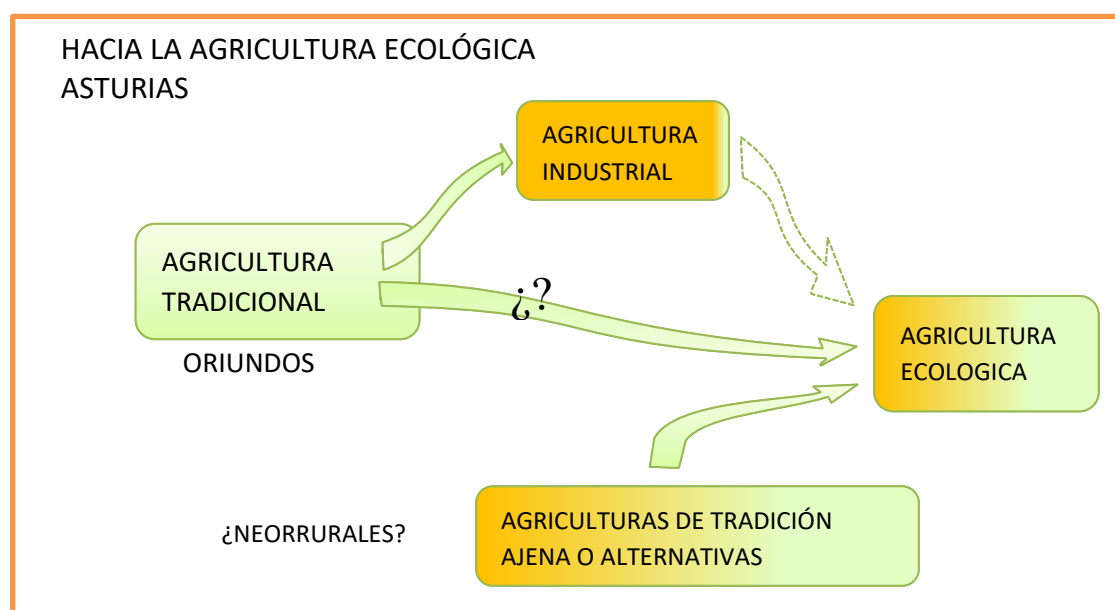 HACIA LA AGRICULTURA ECOLÓGICA
ASTURIAS
AGRICULTURA
INDUSTRIAL
AGRICULTURA
TRADICIONAL
¿?
ORIUNDOS
AGRICULTURA
ECOLOGICA
¿NEORRURALES?
AGRICULTURAS DE TRADICIÓN
AJENA O ALTERNATIVAS